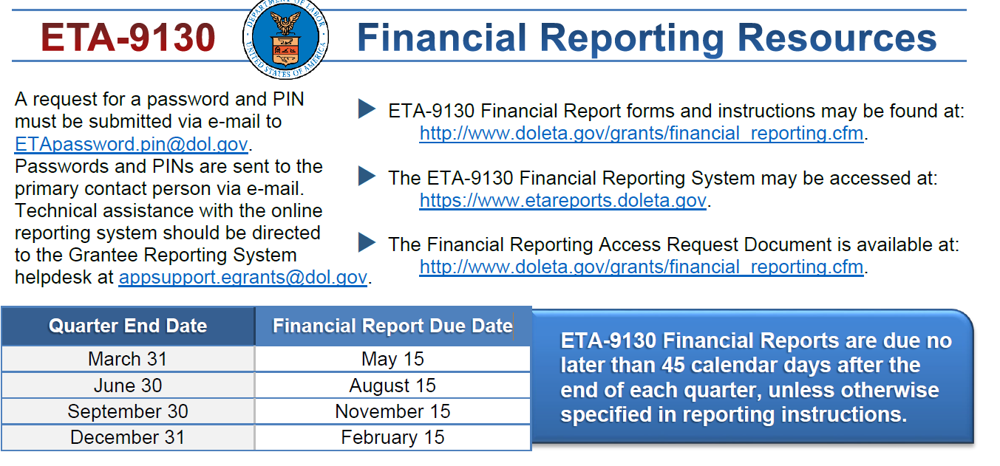 ETA-9130
DEPARTMENT OF LABOR
UNITED STATES OF AMERICA
Financial Reporting Resources
A request for a password and PIN
must be submitted via e-mail to
ETApassword.pin@dol.gov.
Passwords and PINs are sent to the
primary contact person via e-mail.
Technical assistance with the online
reporting system should be directed
to the Grantee Reporting System
helpdesk at appsupport.egrants@dol.gov.
ETA-9130 Financial Report forms and instructions may be found at:
http://www.doleta.gov/grants/financial_reporting.cfm.
The ETA-9130 Financial Reporting System may be accessed at:
https://www.etareports.doleta.gov.
The Financial Reporting Access Request Document is available at:
http://www.doleta.gov/grants/financial_reporting.cfm.
Quarter End Date Financial Report Due Date
March 31 May 15
June 30 August 15
September 30 November 15
December 31 February 15
ETA-9130 Financial Reports are due no
later than 45 calendar days after the
end of each quarter, unless otherwise
specified in reporting instructions.